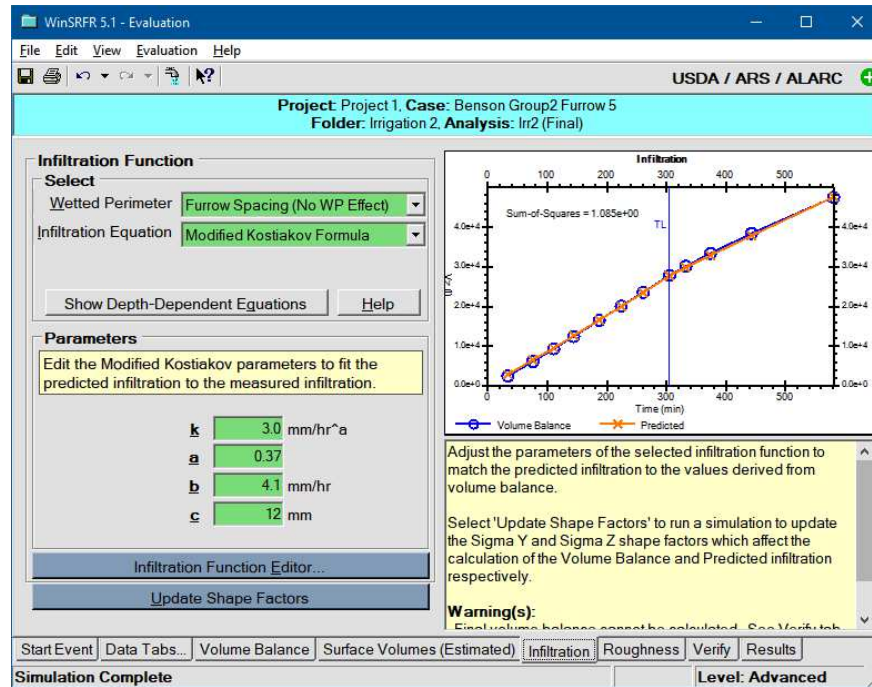 WinSRFR 5.1 - Evaluation
File Edit View Evaluation Help
USDA / ARS / ALARC
Project: Project 1, Case: Benson Group2 Furrow 5
Folder: Irrigation 2, Analysis: Irr2 (Final)
Infiltration Function
Select
Wetted Perimeter Furrow Spacing (No WP Effect)
Infiltration Equation Modified Kostiakov Formula
Show Depth-Dependent Equations Help
Parameters
Edit the Modified Kostiakov parameters to fit the
predicted infiltration to the measured infiltration.
k 3.0 mm/hr^a
a 0.37
b 4.1 mm/hr
c 12 mm
Infiltration Function Editor...
Update Shape Factors
Infiltration
0 100 200 300 400 500
Sum-of-Squares = 1.085e+00
TL
4.0e+4 4.0e+4
3.0e+4 3.0e+4
2.0e+4 2.0e+4
1.0e+4 1.0e+4
0.0e+0 0.0e+0
0 100 200 300 400 500
Time (min)
Volume Balance Predicted
Adjust the parameters of the selected infiltration function to
match the predicted infiltration to the values derived from
volume balance.
Select 'Update Shape Factors' to run a simulation to update
the Sigma Y and Sigma Z shape factors which affect the
calculation of the Volume Balance and Predicted infiltration
respectively.
Warning(s):
Final volume balance cannot be calculated. See Verify tab
Start Event Data Tabs... Volume Balance Surface Volumes (Estimated) Infiltration Roughness Verify Results
Simulation Complete Level: Advanced